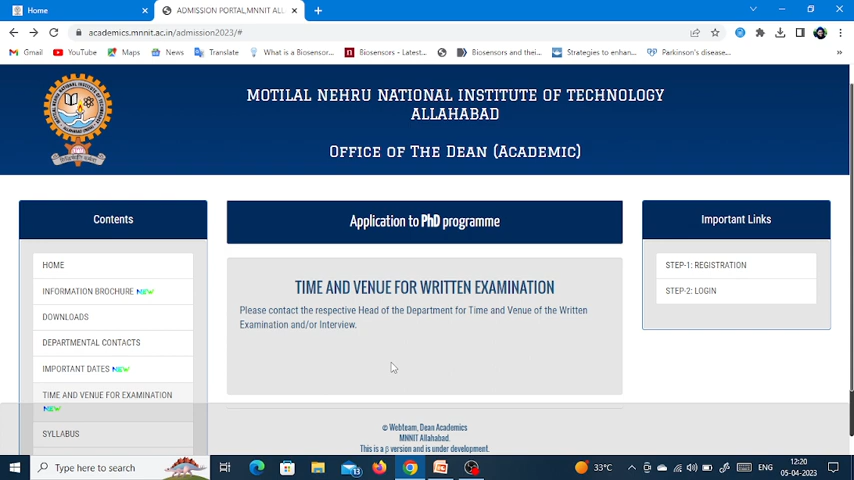 Home
ADMISSION PORTAL,MNNIT ALL
academics.mnnit.ac.in/admission2023/#
Gmail
YouTube
Maps
News
Translate
What is a Biosensor...
Biosensors - Latest...
Biosensors and their...
Strategies to enhan...
Parkinson's disease...
MOTILAL NEHRU NATIONAL INSTITUTE OF TECHNOLOGY
ALLAHABAD
OFFICE OF THE DEAN (ACADEMIC)
Contents
HOME
INFORMATION BROCHURE NEW
DOWNLOADS
DEPARTMENTAL CONTACTS
IMPORTANT DATES NEW
TIME AND VENUE FOR EXAMINATION
NEW
SYLLABUS
Application to PhD programme
TIME AND VENUE FOR WRITTEN EXAMINATION
Please contact the respective Head of the Department for Time and Venue of the Written
Examination and/or Interview.
Important Links
STEP-1: REGISTRATION
STEP-2: LOGIN
© Webteam, Dean Academics
MNNIT Allahabad.
This is a β version and is under development.
Type here to search
13
33°C
ENG
12:20
05-04-2023